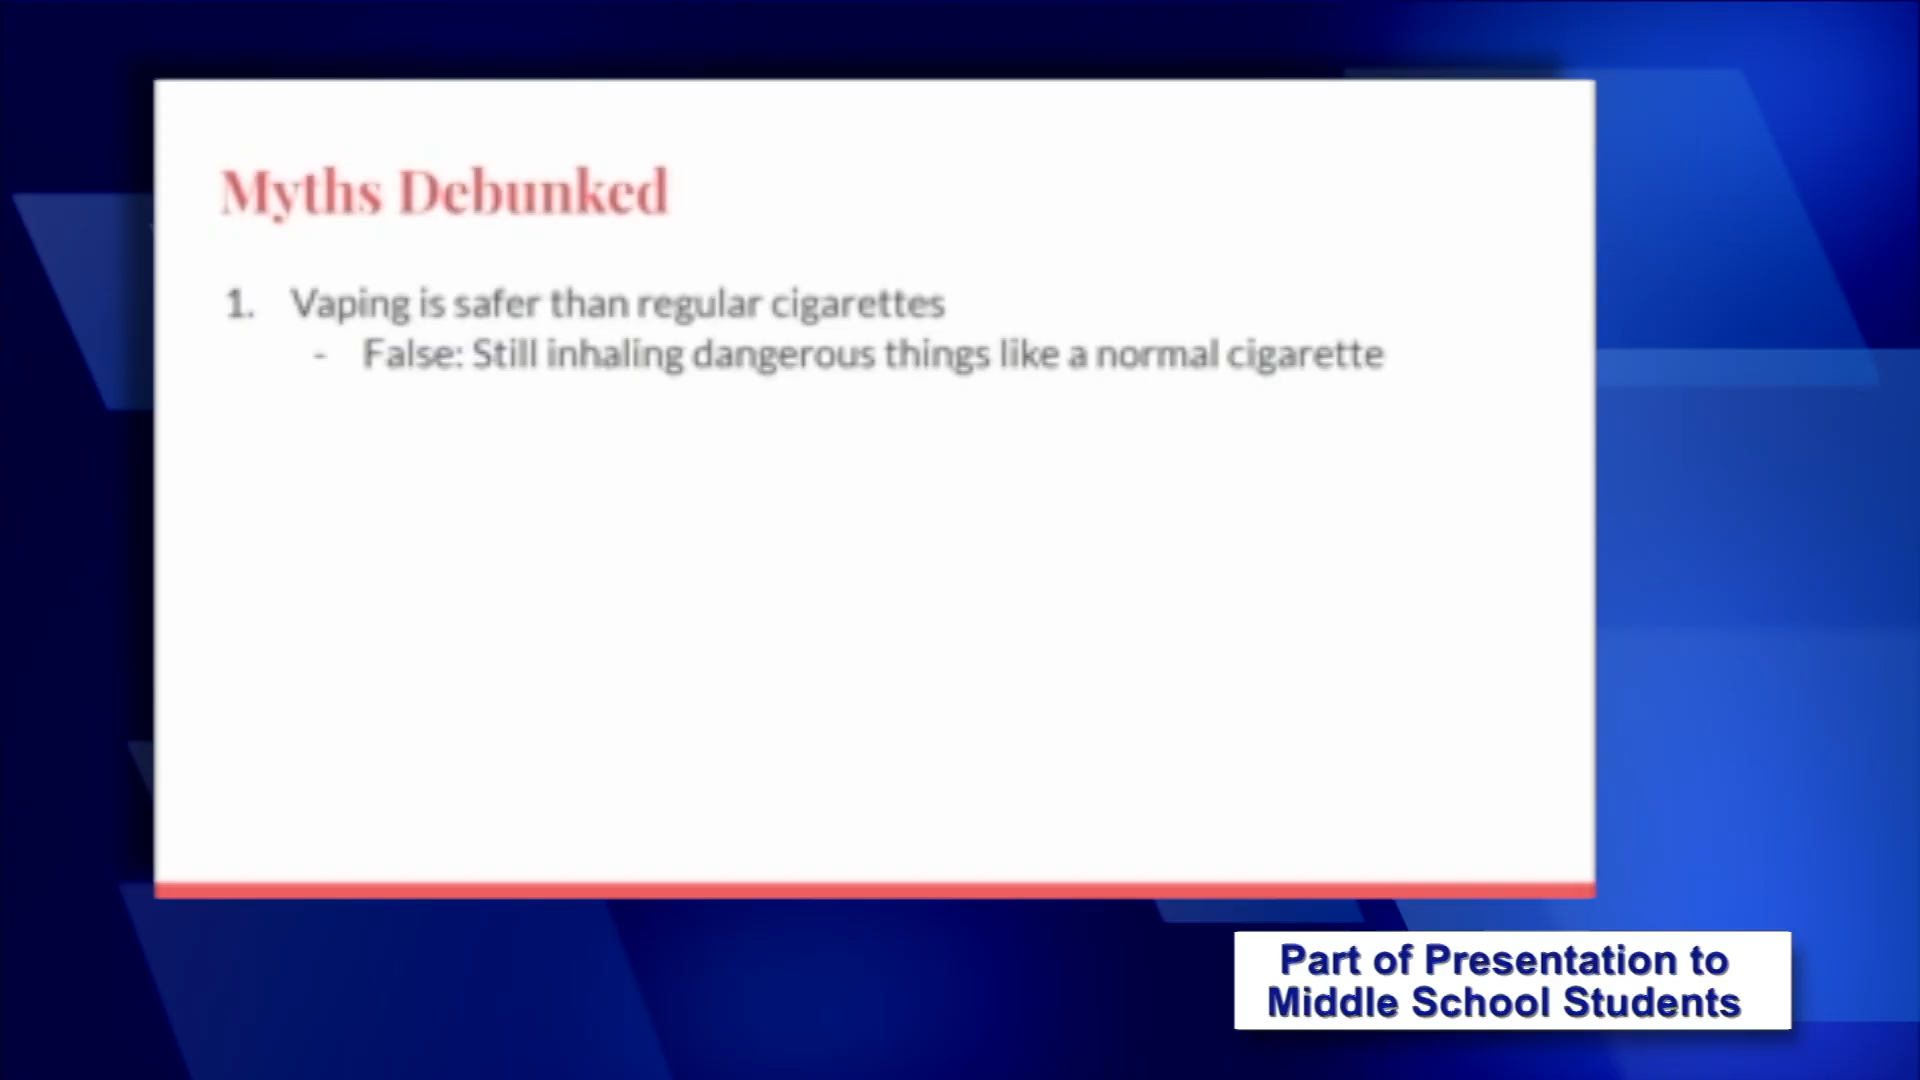 Myths Debunked
1. Vaping is safer than regular cigarettes
- False: Still inhaling dangerous things like a normal cigarette
Part of Presentation to
Middle School Students